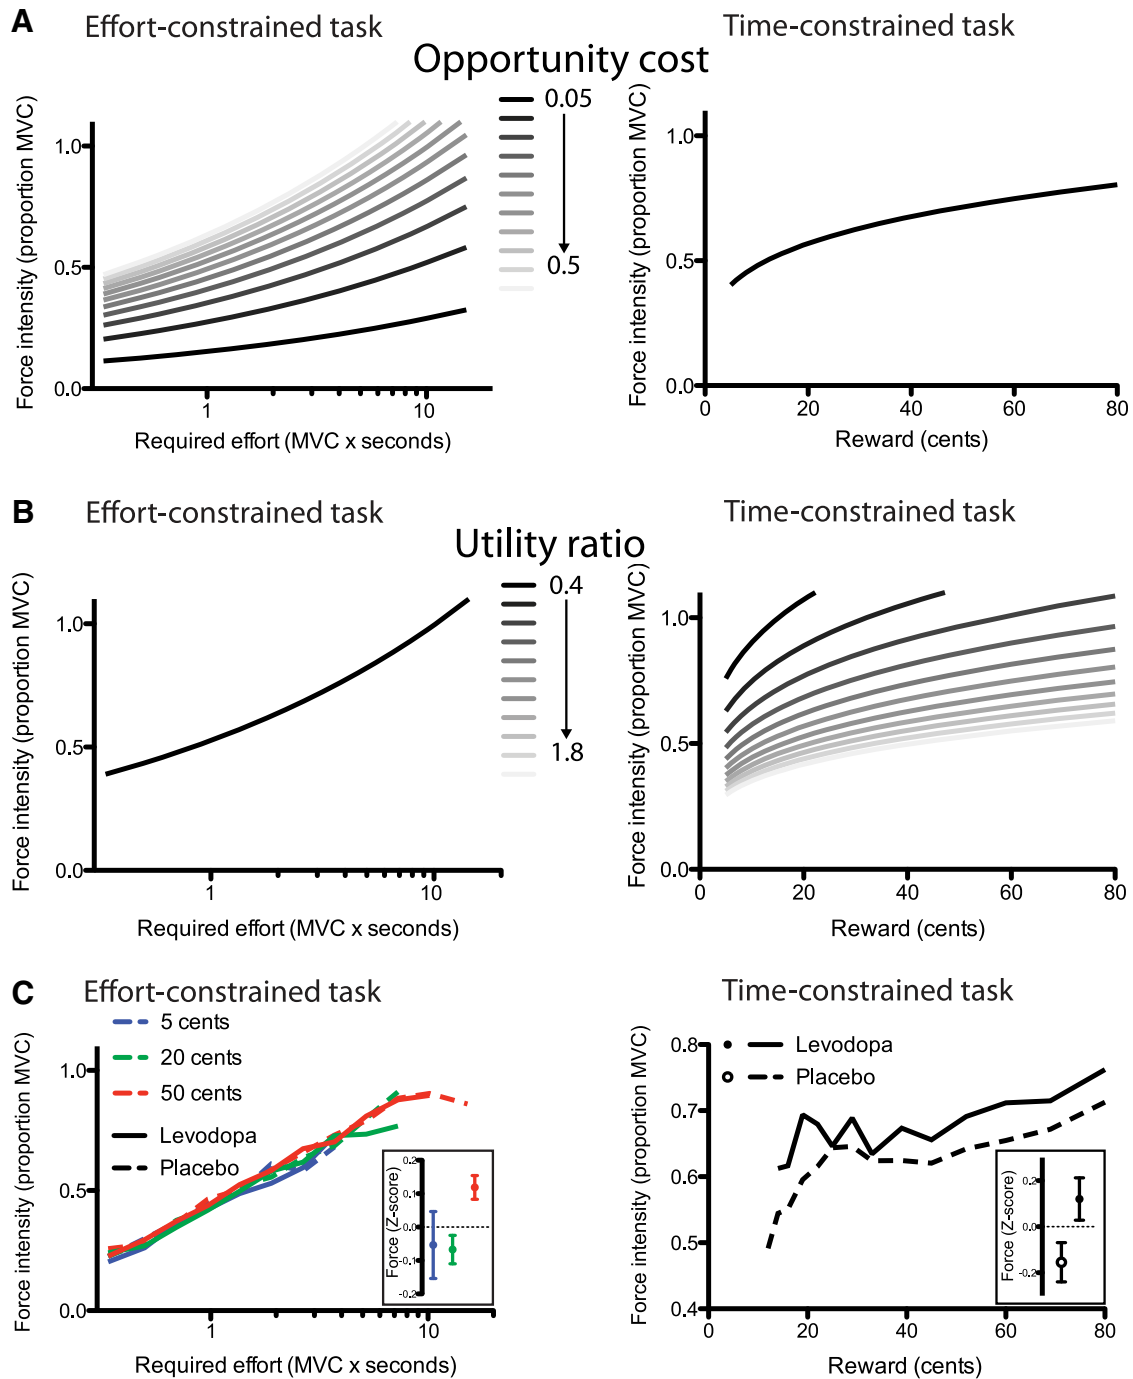 A
Effort-constrained task
Time-constrained task
Opportunity cost
Force intensity (proportion MVC)
1.0
0.5
0.0
1
10
Required effort (MVC x seconds)
0.05
0.5
Force intensity (proportion MVC)
1.0
0.5
0.0
0
20
40
60
80
Reward (cents)
B
Effort-constrained task
Time-constrained task
Utility ratio
Force intensity (proportion MVC)
1.0
0.5
0.0
1
10
Required effort (MVC x seconds)
0.4
1.8
Force intensity (proportion MVC)
1.0
0.5
0.0
0
20
40
60
80
Reward (cents)
C
Effort-constrained task
Time-constrained task
Force intensity (proportion MVC)
1.0
0.5
0.0
5 cents
20 cents
50 cents
Levodopa
Placebo
Force (Z-score)
0.2
0.1
0.0
-0.1
-0.2
1
10
Required effort (MVC x seconds)
Force intensity (proportion MVC)
0.8
0.7
0.6
0.5
0.4
Levodopa
Placebo
Force (Z-score)
0.2
0.0
-0.2
0
20
40
60
80
Reward (cents)